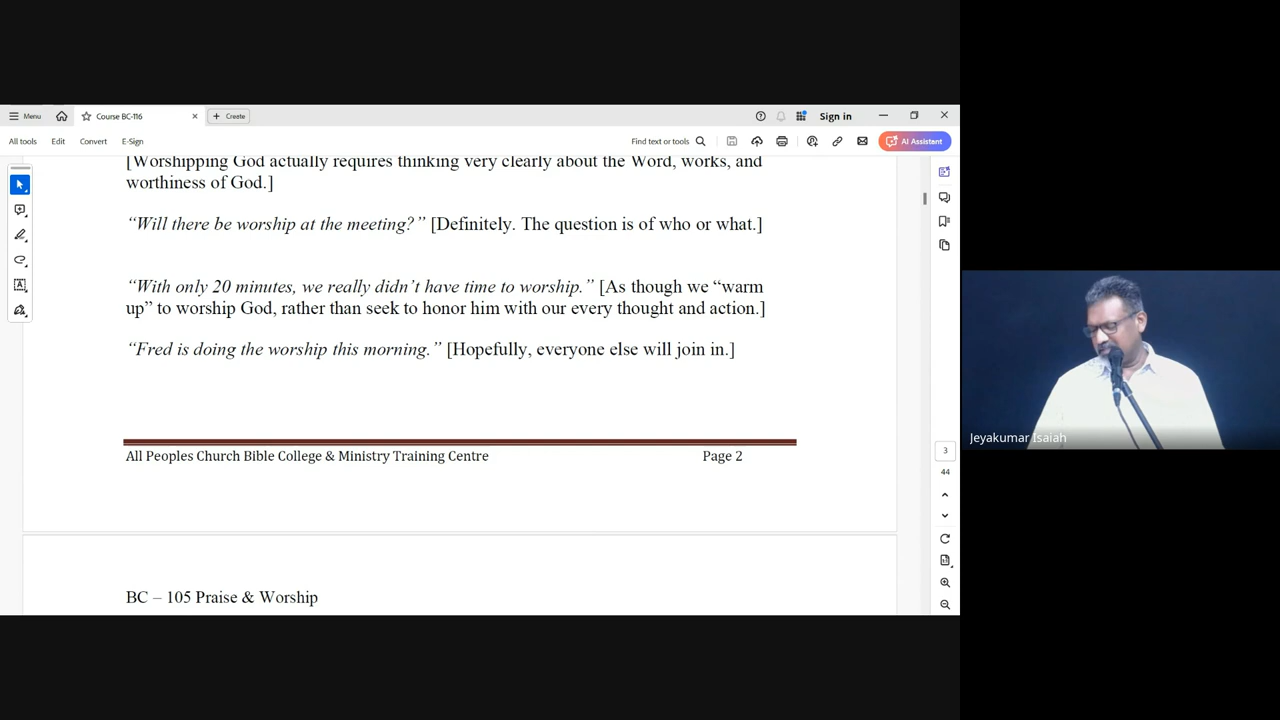 Menu
Course BC-116
Create
Sign in
All tools
Edit
Convert
E-Sign
Find text or tools
AI Assistant
[Worshipping God actually requires thinking very clearly about the Word, works, and
worthiness of God.]
“Will there be worship at the meeting?” [Definitely. The question is of who or what.]
“With only 20 minutes, we really didn’t have time to worship.” [As though we “warm
up” to worship God, rather than seek to honor him with our every thought and action.]
“Fred is doing the worship this morning.” [Hopefully, everyone else will join in.]
All Peoples Church Bible College & Ministry Training Centre Page 2
BC – 105 Praise & Worship
3
44
Jeyakumar Isaiah